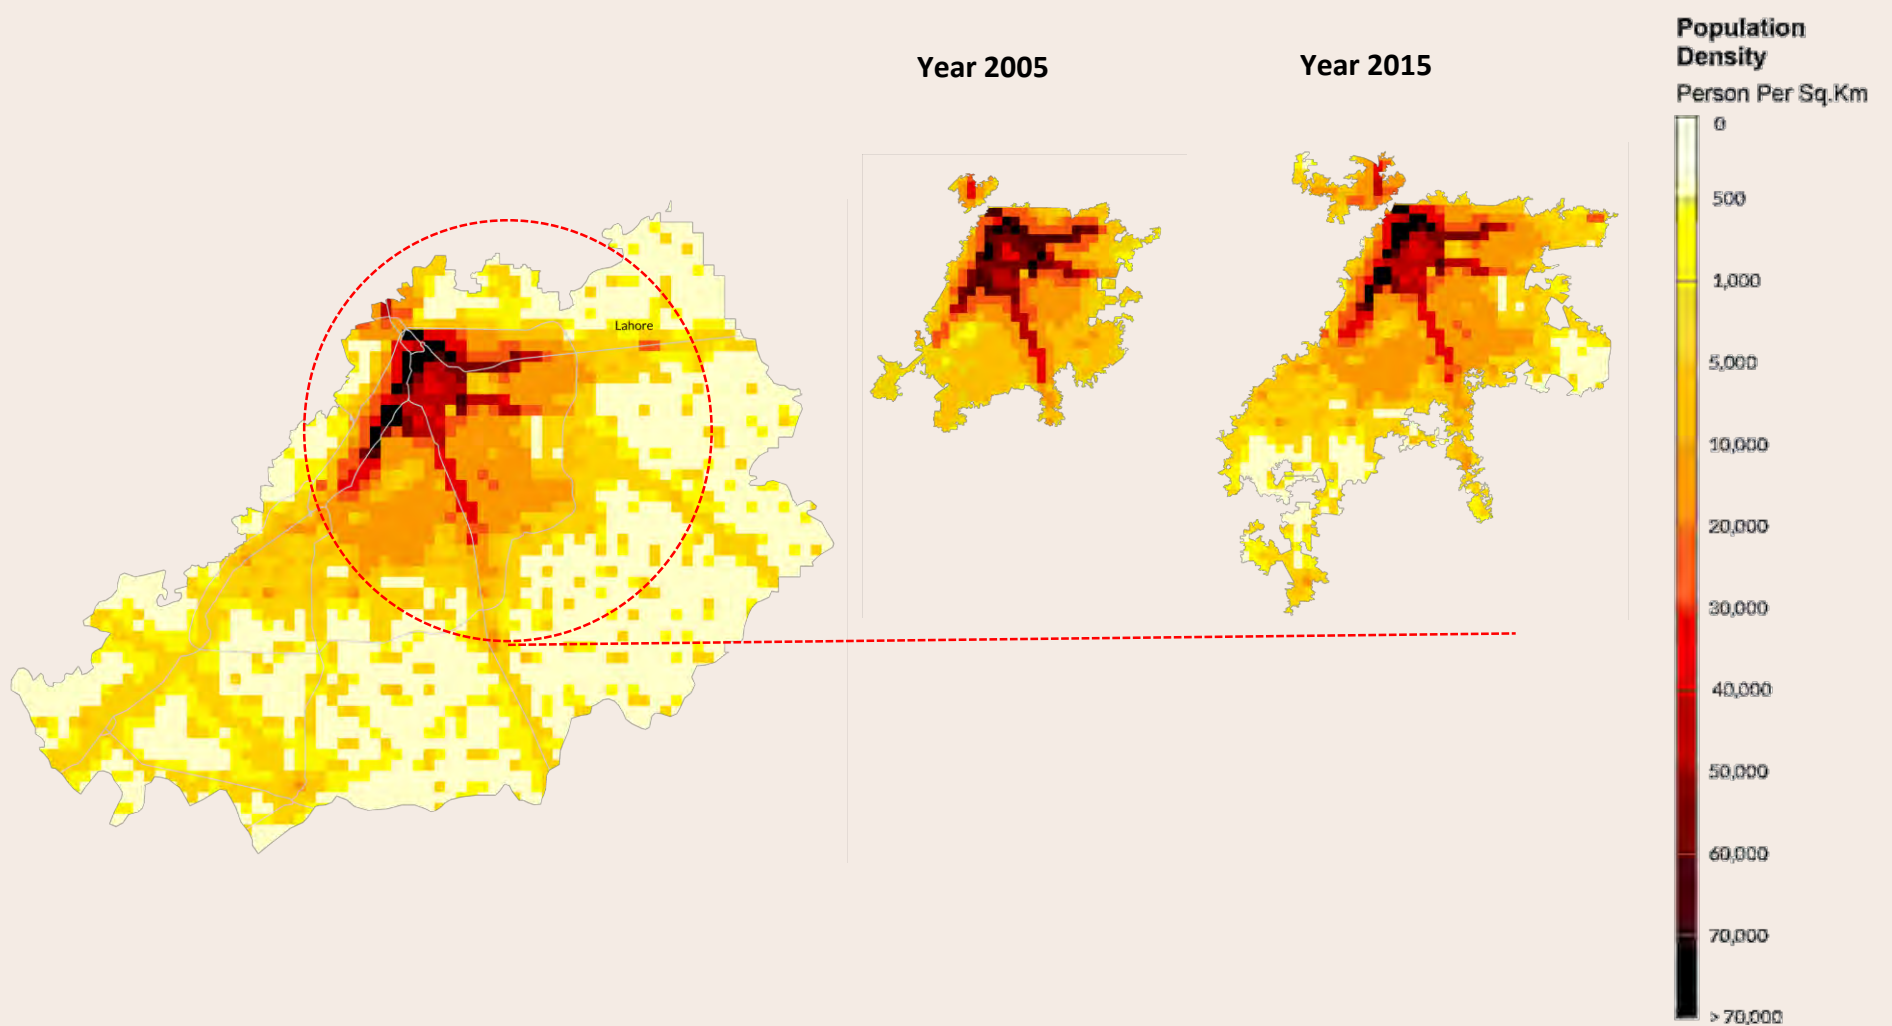 Year 2005
Year 2015
Population
Density
Person Per Sq.Km
0
500
1,000
5,000
10,000
20,000
30,000
40,000
50,000
60,000
70,000
> 70,000
Lahore